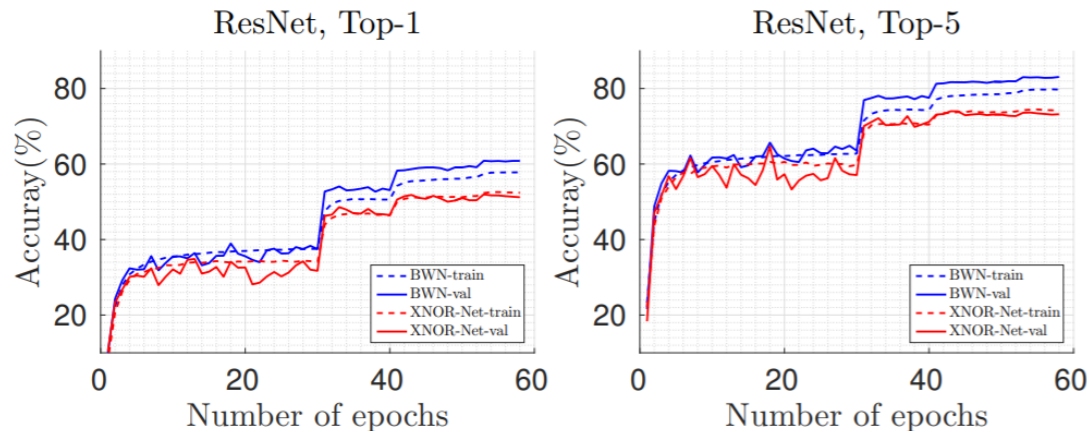 ResNet, Top-1
Accuray(%)
80
60
40
20
0
20
40
60
Number of epochs
BWN-train
BWN-val
XNOR-Net-train
XNOR-Net-val
ResNet, Top-5
Accuray(%)
80
60
40
20
0
20
40
60
Number of epochs
BWN-train
BWN-val
XNOR-Net-train
XNOR-Net-val